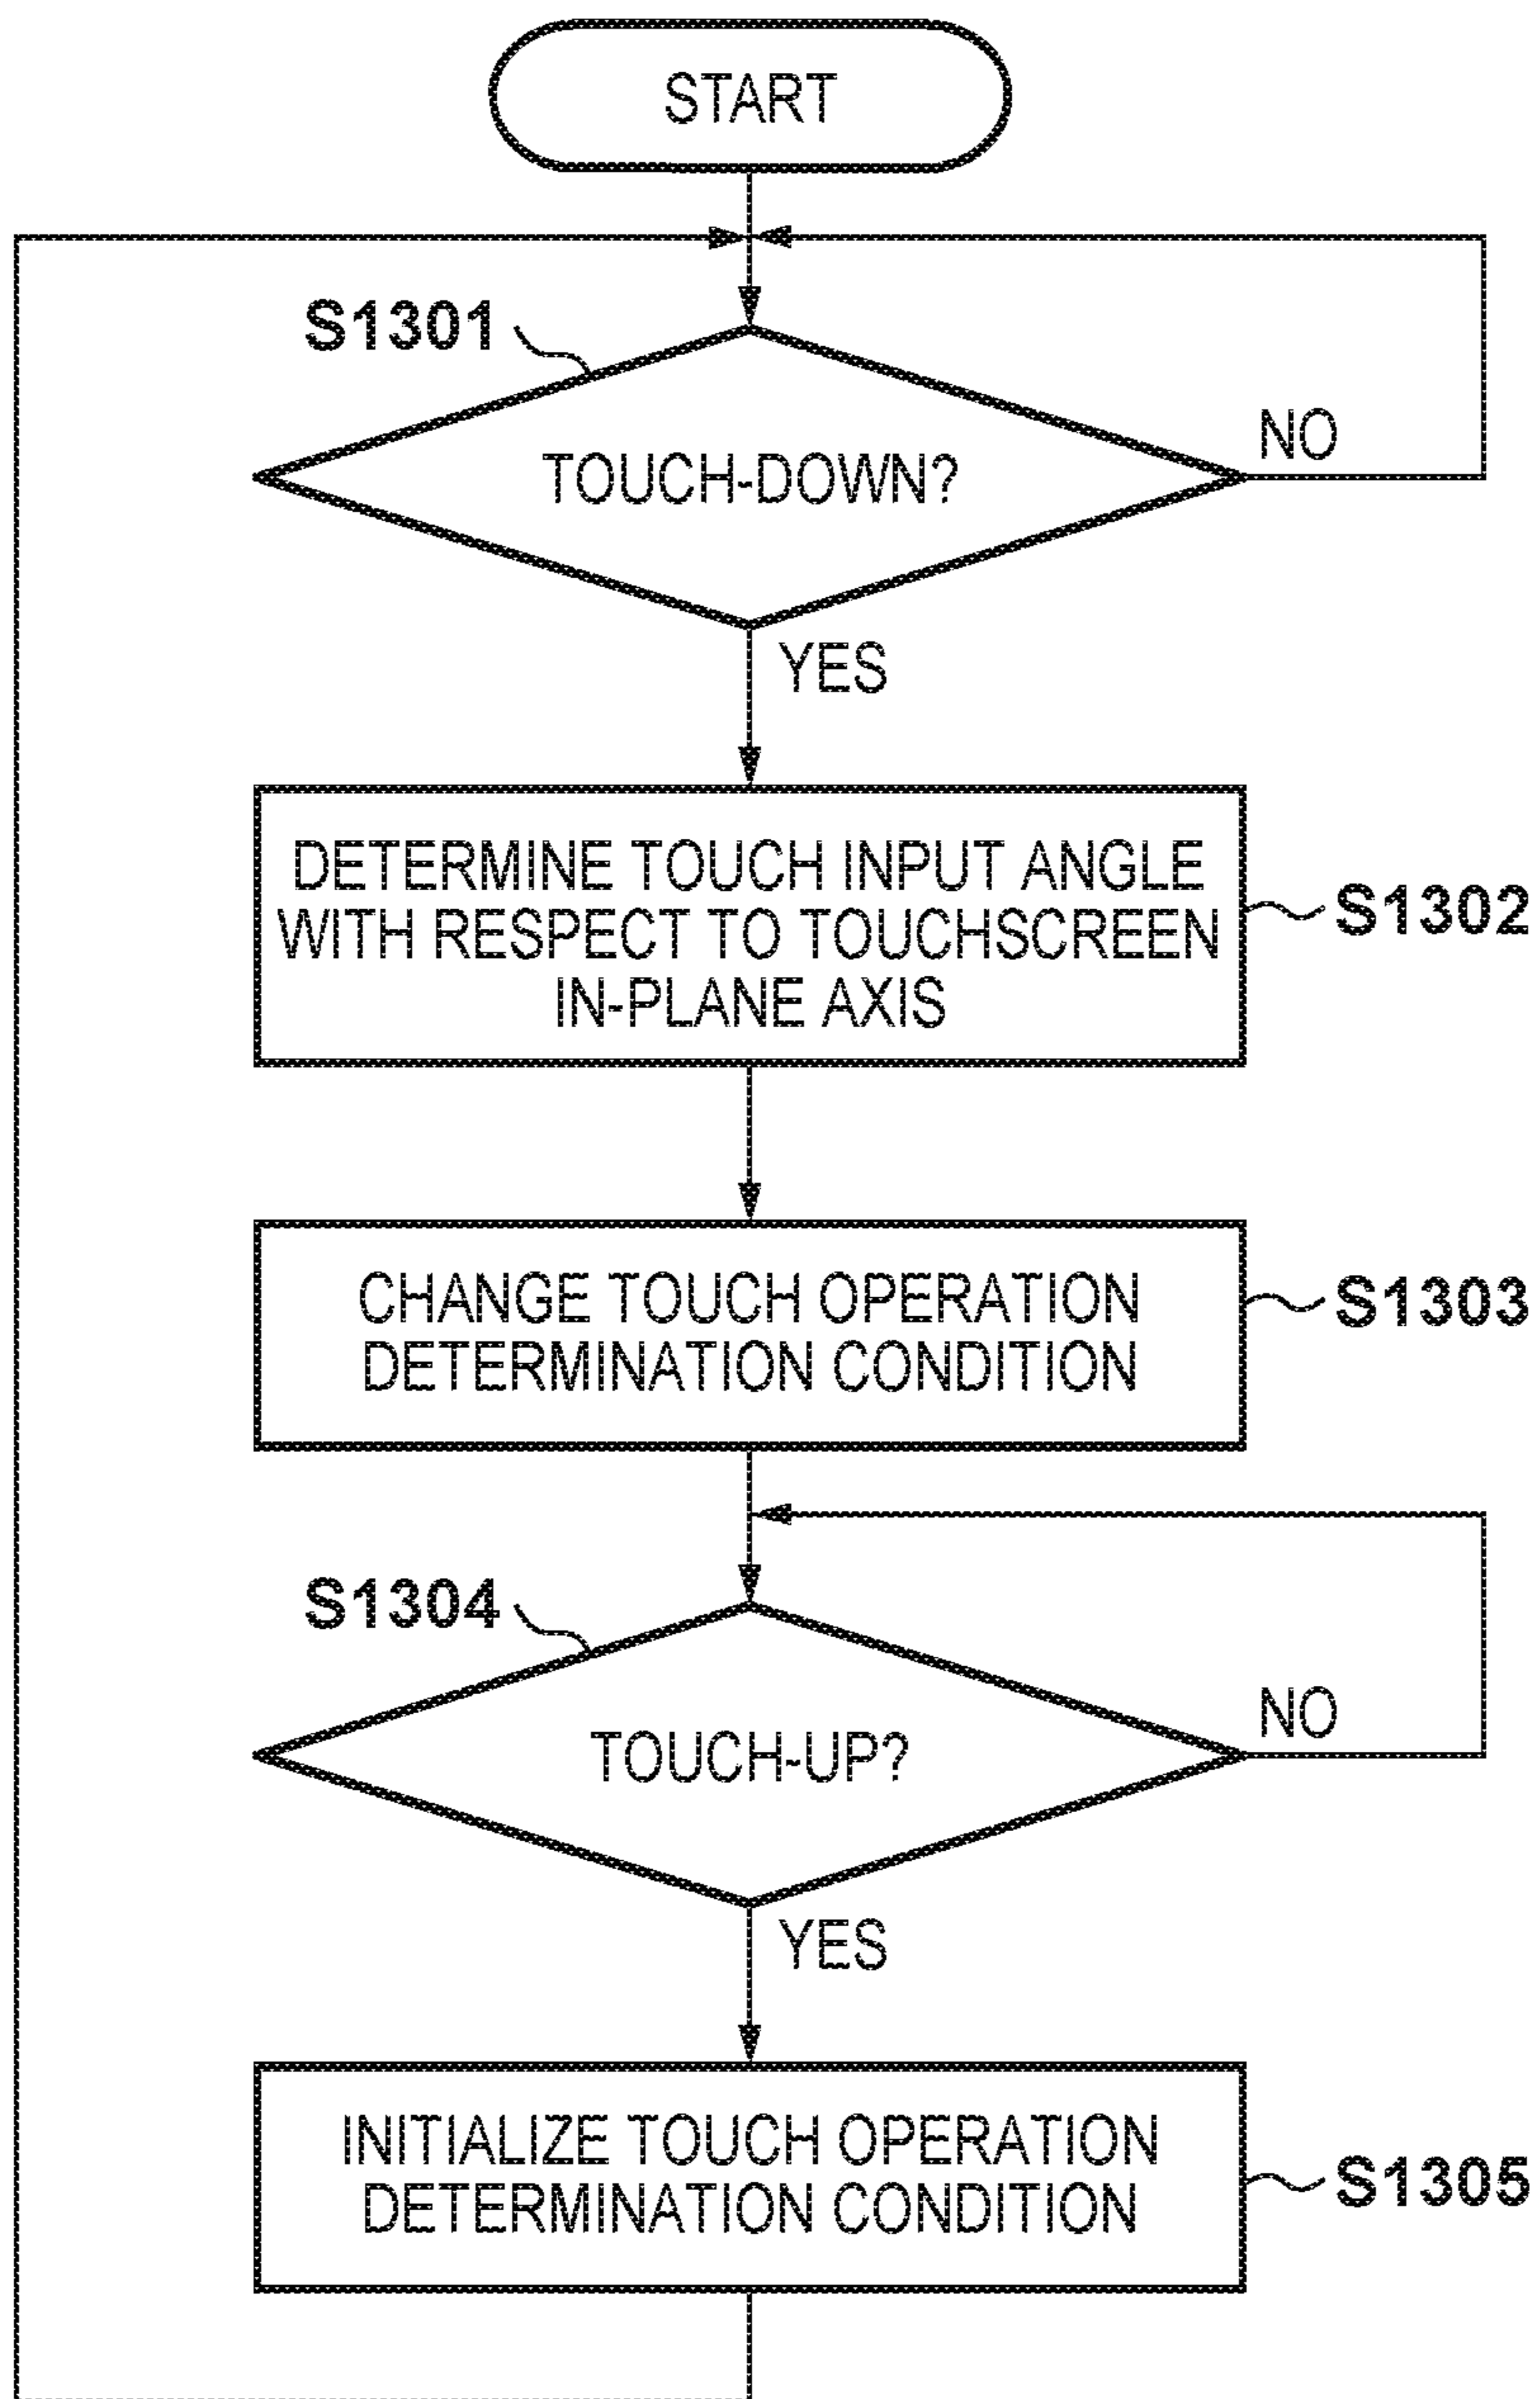 START
S1301
TOUCH-DOWN?
NO
YES
DETERMINE TOUCH INPUT ANGLE
WITH RESPECT TO TOUCHSCREEN
IN-PLANE AXIS
S1302
CHANGE TOUCH OPERATION
DETERMINATION CONDITION
S1303
S1304
TOUCH-UP?
NO
YES
INITIALIZE TOUCH OPERATION
DETERMINATION CONDITION
S1305